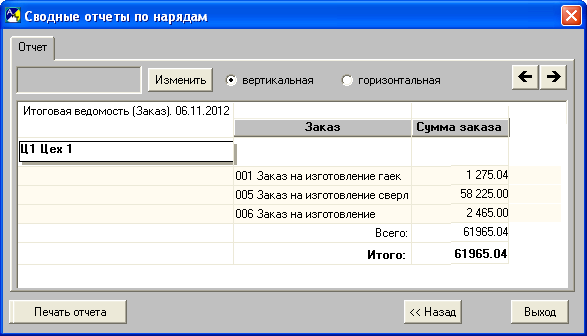 Сводные отчеты по нарядам
Отчет
Изменить вертикальная горизонтальная
Итоговая ведомость (Заказ). 06.11.2012
Заказ Сумма заказа
Ц1 Цех 1
001 Заказ на изготовление гаек 1 275.04
005 Заказ на изготовление сверл 58 225.00
006 Заказ на изготовление 2 465.00
Всего: 61965.04
Итого: 61965.04
Печать отчета << Назад Выход